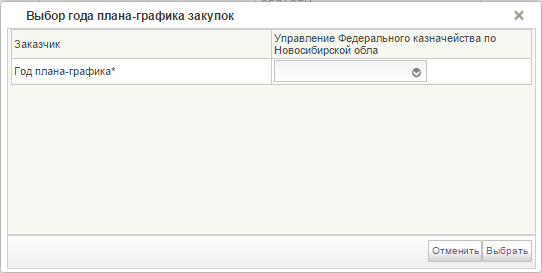 Выбор года плана-графика закупок
Заказчик
Управление Федерального казначейства по
Новосибирской обла
Год плана-графика*
Отменить
Выбрать